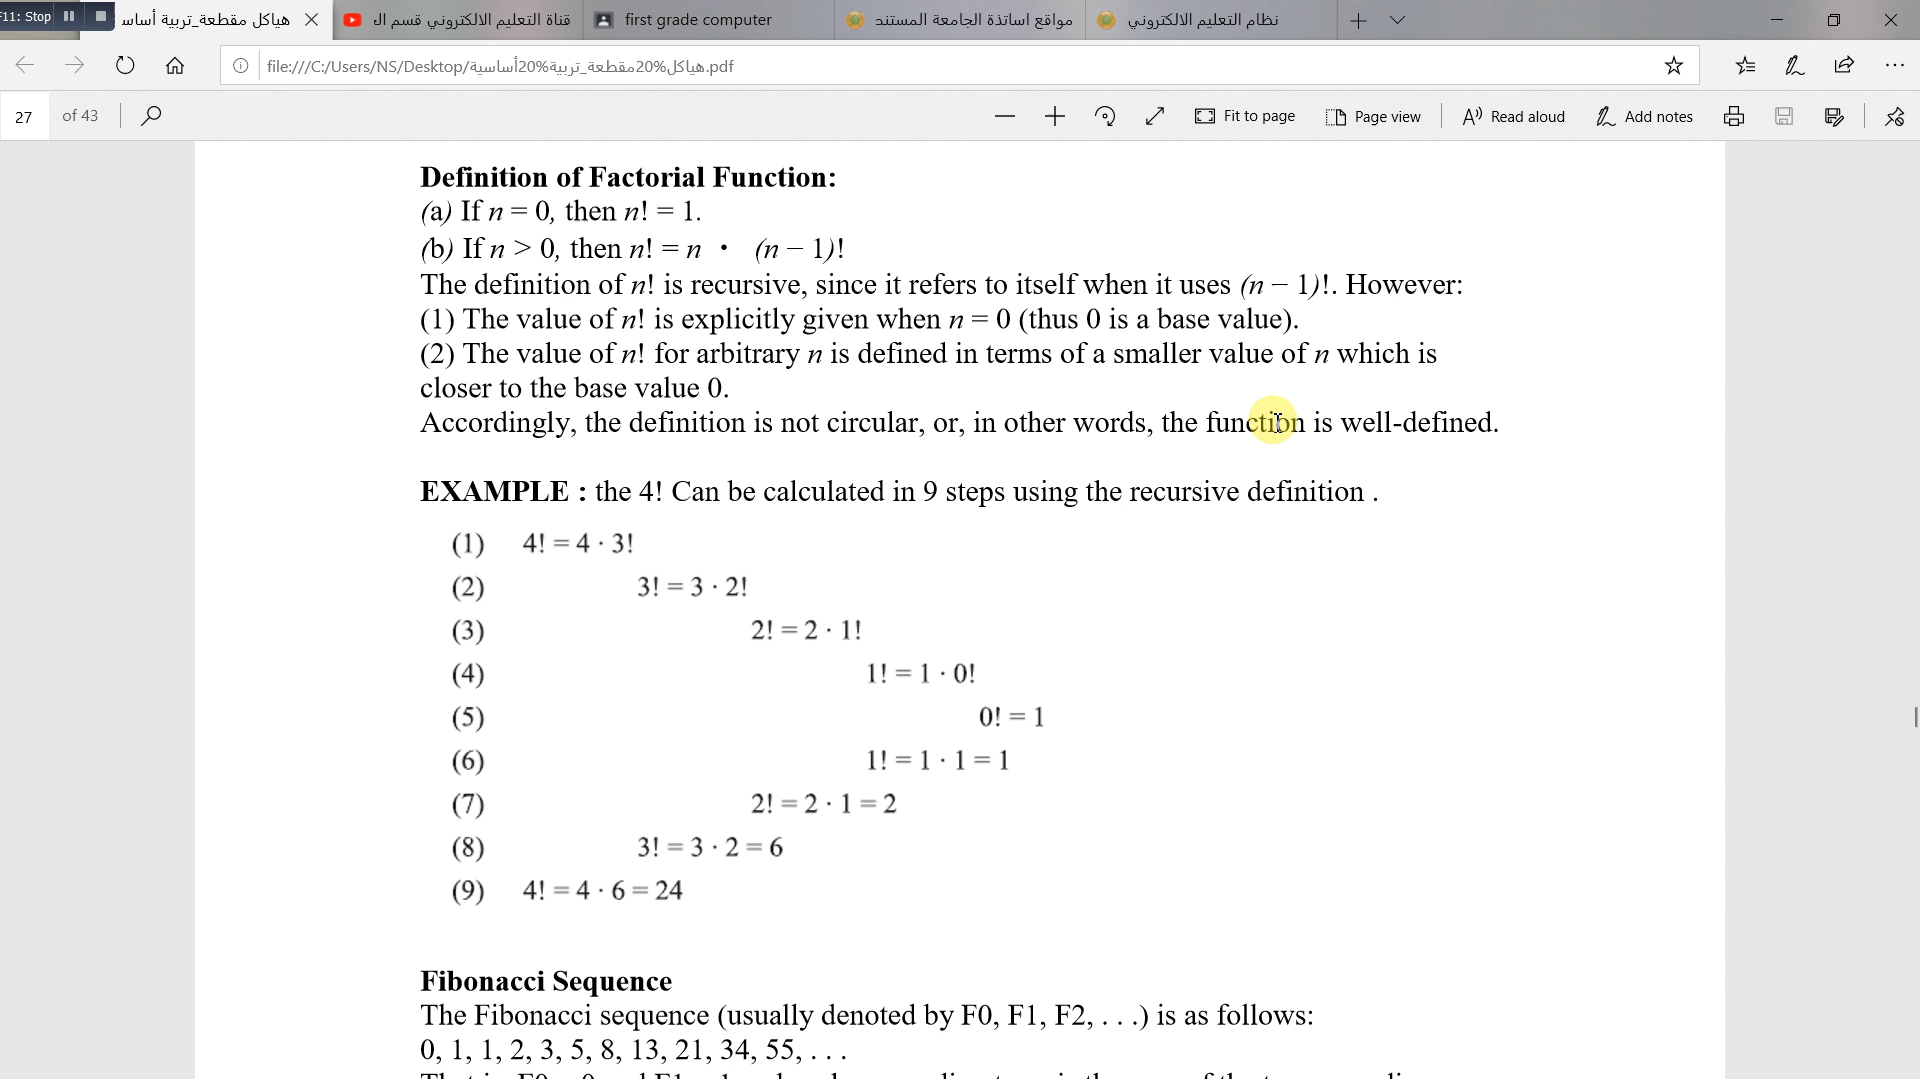 F11: Stop
هياكل مقطعة_تربية أساس
قناة التعليم الالكتروني قسم الـ
first grade computer
مواقع اساتذة الجامعة المستند
نظام التعليم الالكتروني
file:///C:/Users/NS/Desktop/هياكل%20مقطعة_تربية%20أساسية.pdf
27 of 43
Fit to page
Page view
Read aloud
Add notes
Definition of Factorial Function:
(a) If n = 0, then n! = 1.
(b) If n > 0, then n! = n · (n − 1)!
The definition of n! is recursive, since it refers to itself when it uses (n − 1)!. However:
(1) The value of n! is explicitly given when n = 0 (thus 0 is a base value).
(2) The value of n! for arbitrary n is defined in terms of a smaller value of n which is
closer to the base value 0.
Accordingly, the definition is not circular, or, in other words, the function is well-defined.
EXAMPLE : the 4! Can be calculated in 9 steps using the recursive definition .
(1) 4! = 4 · 3!
(2) 3! = 3 · 2!
(3) 2! = 2 · 1!
(4) 1! = 1 · 0!
(5) 0! = 1
(6) 1! = 1 · 1 = 1
(7) 2! = 2 · 1 = 2
(8) 3! = 3 · 2 = 6
(9) 4! = 4 · 6 = 24
Fibonacci Sequence
The Fibonacci sequence (usually denoted by F0, F1, F2, . . .) is as follows:
0, 1, 1, 2, 3, 5, 8, 13, 21, 34, 55, . . .